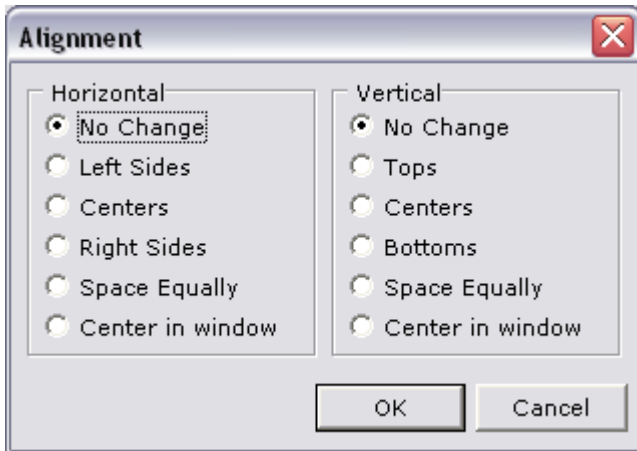 Alignment
Horizontal
No Change
Left Sides
Centers
Right Sides
Space Equally
Center in window
Vertical
No Change
Tops
Centers
Bottoms
Space Equally
Center in window
OK
Cancel